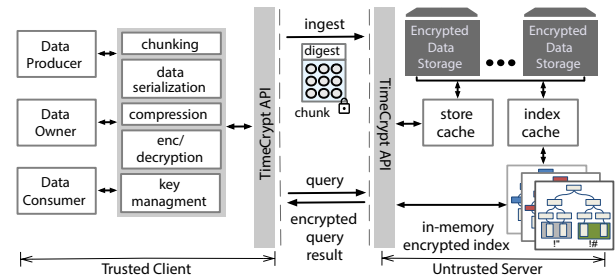 Data
Producer
Data
Owner
Data
Consumer
chunking
data
serialization
compression
enc/
decryption
key
managment
TimeCrypt API
ingest
digest
chunk
query
encrypted
query
result
TimeCrypt API
Encrypted
Data
Storage
Encrypted
Data
Storage
store
cache
index
cache
in-memory
encrypted index
!"
!#
Trusted Client
Untrusted Server